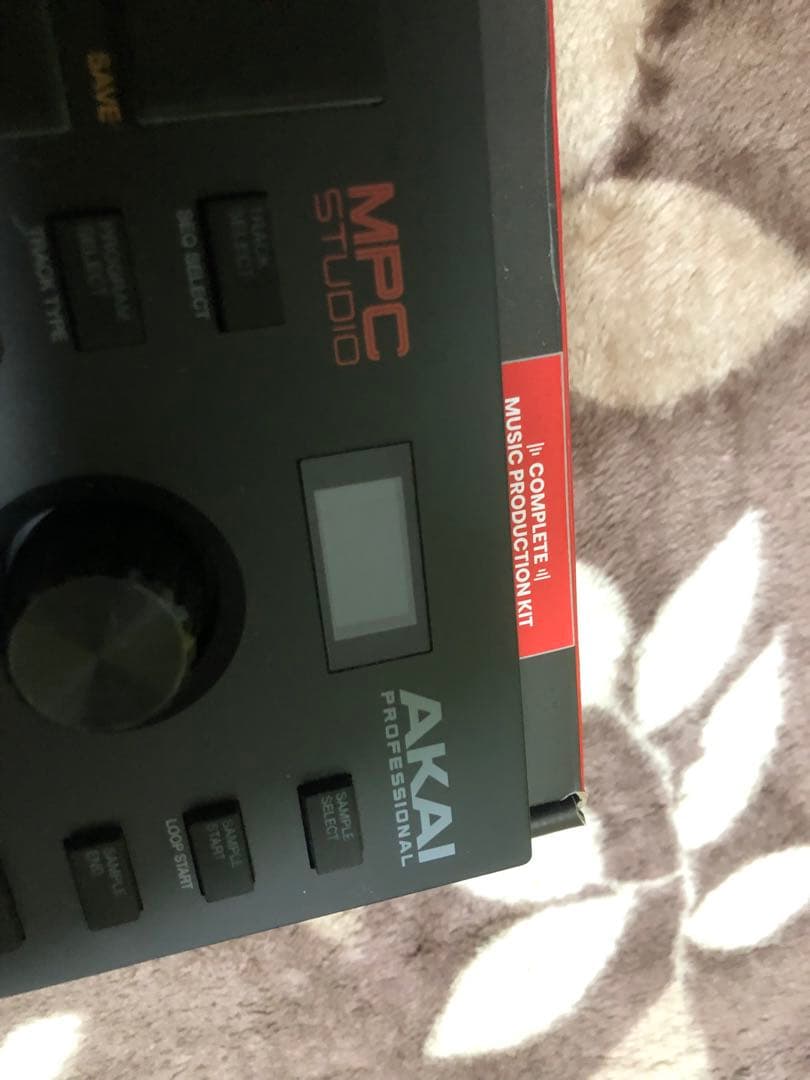 COMPLETE
MUSIC PRODUCTION KIT
MPC
STUDIO
AKAI
PROFESSIONAL
SAVE
TRACK
SELECT
SEQ SELECT
PROGRAM
SELECT
TRACK TYPE
SAMPLE
SELECT
SAMPLE
START
LOOP START
SAMPLE
END